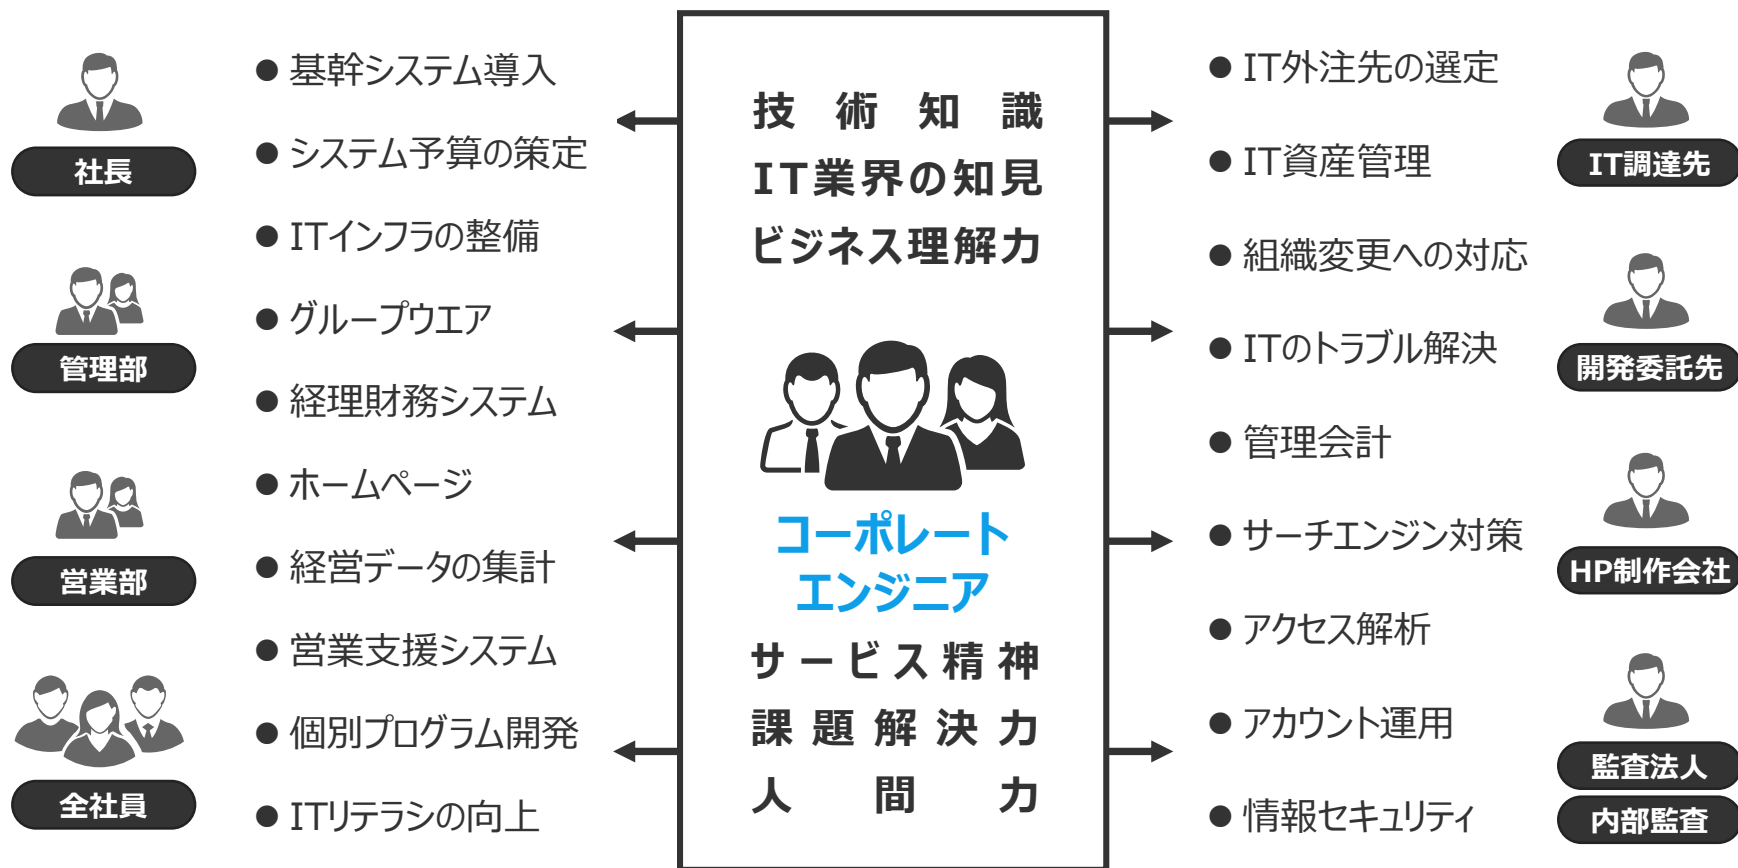 社長
管理部
営業部
全社員
● 基幹システム導入
● システム予算の策定
● ITインフラの整備
● グループウエア
● 経理財務システム
● ホームページ
● 経営データの集計
● 営業支援システム
● 個別プログラム開発
● ITリテラシの向上
技術知識
IT業界の知見
ビジネス理解力
コーポレート
エンジニア
サービス精神
課題解決力
人間力
● IT外注先の選定
● IT資産管理
● 組織変更への対応
● ITのトラブル解決
● 管理会計
● サーチエンジン対策
● アクセス解析
● アカウント運用
● 情報セキュリティ
IT調達先
開発委託先
HP制作会社
監査法人
内部監査